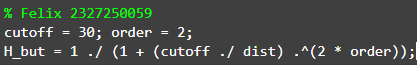 % Felix 2327250059
cutoff = 30; order = 2;
H_but = 1 ./ (1 + (cutoff ./ dist) .^(2 * order));